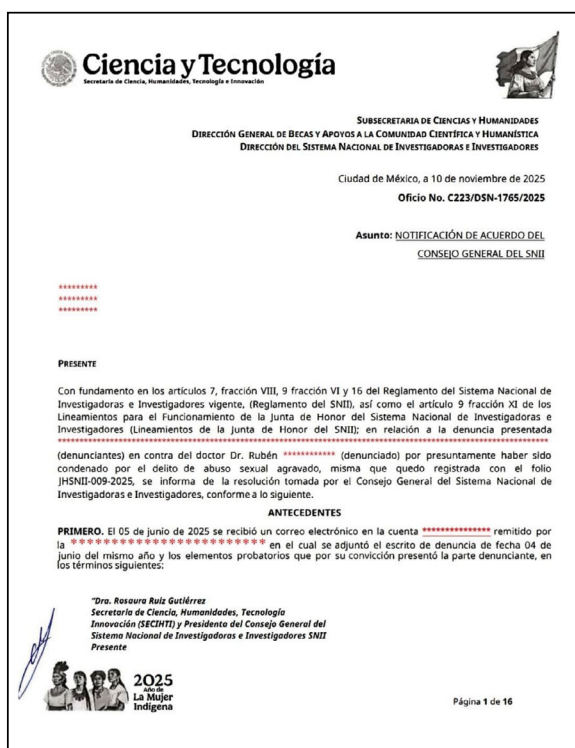 Ciencia y Tecnología
Secretaría de Ciencia, Humanidades, Tecnología e Innovación
SUBSECRETARIA DE CIENCIAS Y HUMANIDADES
DIRECCIÓN GENERAL DE BECAS Y APOYOS A LA COMUNIDAD CIENTÍFICA Y HUMANÍSTICA
DIRECCIÓN DEL SISTEMA NACIONAL DE INVESTIGADORAS E INVESTIGADORES
Ciudad de México, a 10 de noviembre de 2025
Oficio No. C223/DSN-1765/2025
Asunto: NOTIFICACIÓN DE ACUERDO DEL
CONSEJO GENERAL DEL SNII
*********
*********
*********
PRESENTE
Con fundamento en los artículos 7, fracción VIII, 9 fracción VI y 16 del Reglamento del Sistema Nacional de
Investigadoras e Investigadores vigente, (Reglamento del SNII), así como el artículo 9 fracción XI de los
Lineamientos para el Funcionamiento de la Junta de Honor del Sistema Nacional de Investigadoras e
Investigadores (Lineamientos de la Junta de Honor del SNII); en relación a la denuncia presentada
(denunciantes) en contra del doctor Dr. Rubén ************ (denunciado) por presuntamente haber sido
condenado por el delito de abuso sexual agravado, misma que quedo registrada con el folio
JHSNII-009-2025, se informa de la resolución tomada por el Consejo General del Sistema Nacional de
Investigadoras e Investigadores, conforme a lo siguiente.
ANTECEDENTES
PRIMERO. El 05 de junio de 2025 se recibió un correo electrónico en la cuenta *************** remitido por
la ************************ en el cual se adjuntó el escrito de denuncia de fecha 04 de
junio del mismo año y los elementos probatorios que por su convicción presentó la parte denunciante, en
los términos siguientes:
"Dra. Rosaura Ruíz Gutiérrez
Secretaria de Ciencia, Humanidades, Tecnología
Innovación (SECIHTI) y Presidenta del Consejo General del
Sistema Nacional de Investigadoras e Investigadores SNII
Presente
2025
Año de
La Mujer
Indígena
Página 1 de 16